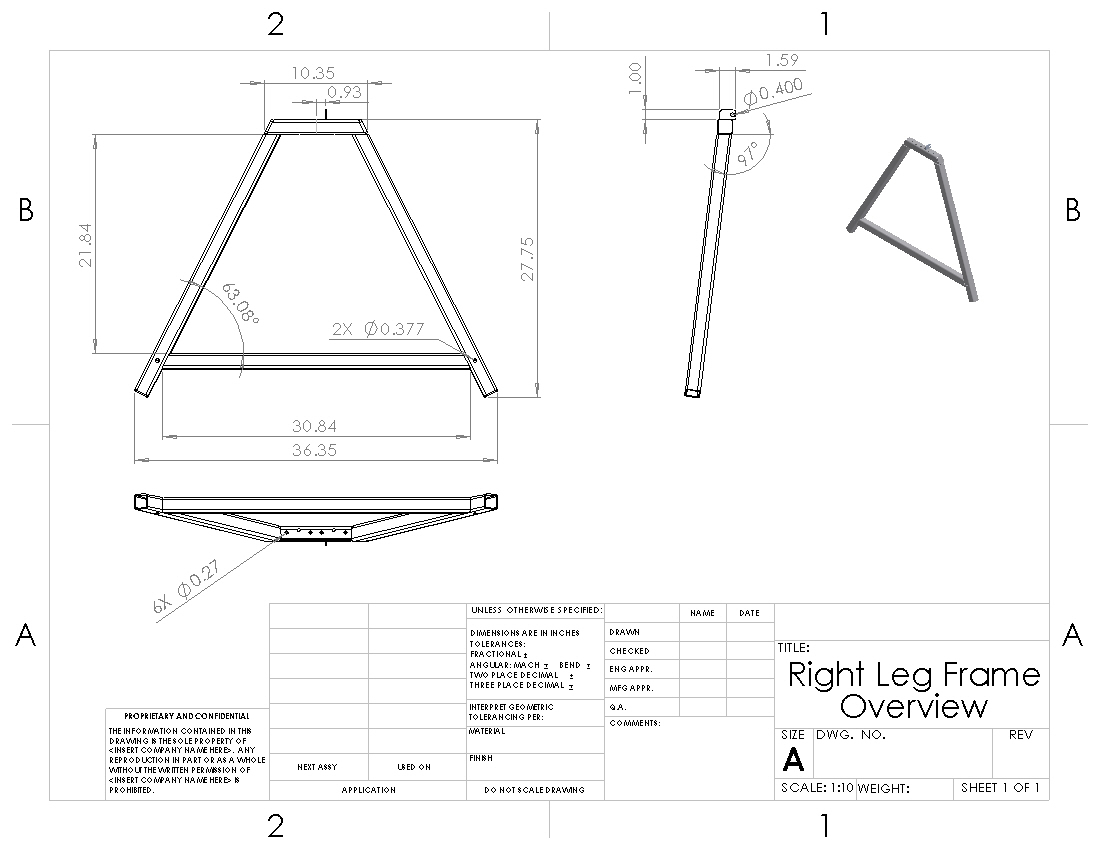 2
1
10.35
0.93
1.00
1.59
Ø0.400
97°
B
B
21.84
27.75
63.08°
2X Ø0.377
30.84
36.35
6X Ø0.27
A
A
UNLESS OTHERWISE SPECIFIED:
NAME
DATE
DIMENSIONS ARE IN INCHES
TOLERANCES:
FRACTIONAL ±
ANGULAR: MACH ± BEND ±
TWO PLACE DECIMAL ±
THREE PLACE DECIMAL ±
DRAWN
CHECKED
ENG APPR.
MFG APPR.
INTERPRET GEOMETRIC
TOLERANCING PER:
Q.A.
COMMENTS:
MATERIAL
FINISH
TITLE:
Right Leg Frame
Overview
PROPRIETARY AND CONFIDENTIAL
THE INFORMATION CONTAINED IN THIS
DRAWING IS THE SOLE PROPERTY OF
<INSERT COMPANY NAME HERE>. ANY
REPRODUCTION IN PART OR AS A WHOLE
WITHOUT THE WRITTEN PERMISSION OF
<INSERT COMPANY NAME HERE> IS
PROHIBITED.
NEXT ASSY
USED ON
APPLICATION
DO NOT SCALE DRAWING
SIZE
DWG. NO.
REV
A
SCALE: 1:10
WEIGHT:
SHEET 1 OF 1
2
1